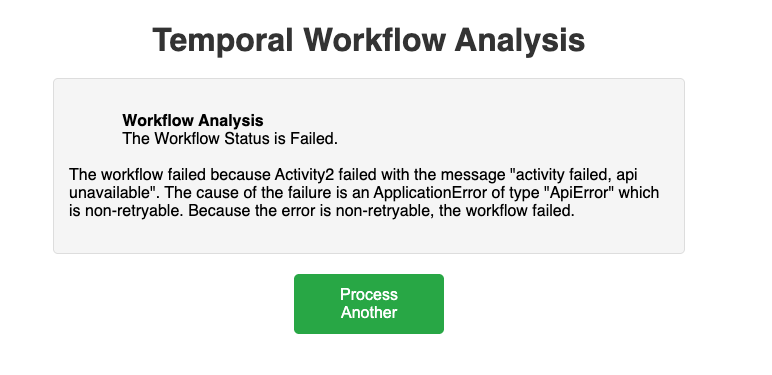 Temporal Workflow Analysis
Workflow Analysis
The Workflow Status is Failed.
The workflow failed because Activity2 failed with the message "activity failed, api
unavailable". The cause of the failure is an ApplicationError of type "ApiError" which
is non-retryable. Because the error is non-retryable, the workflow failed.
Process
Another